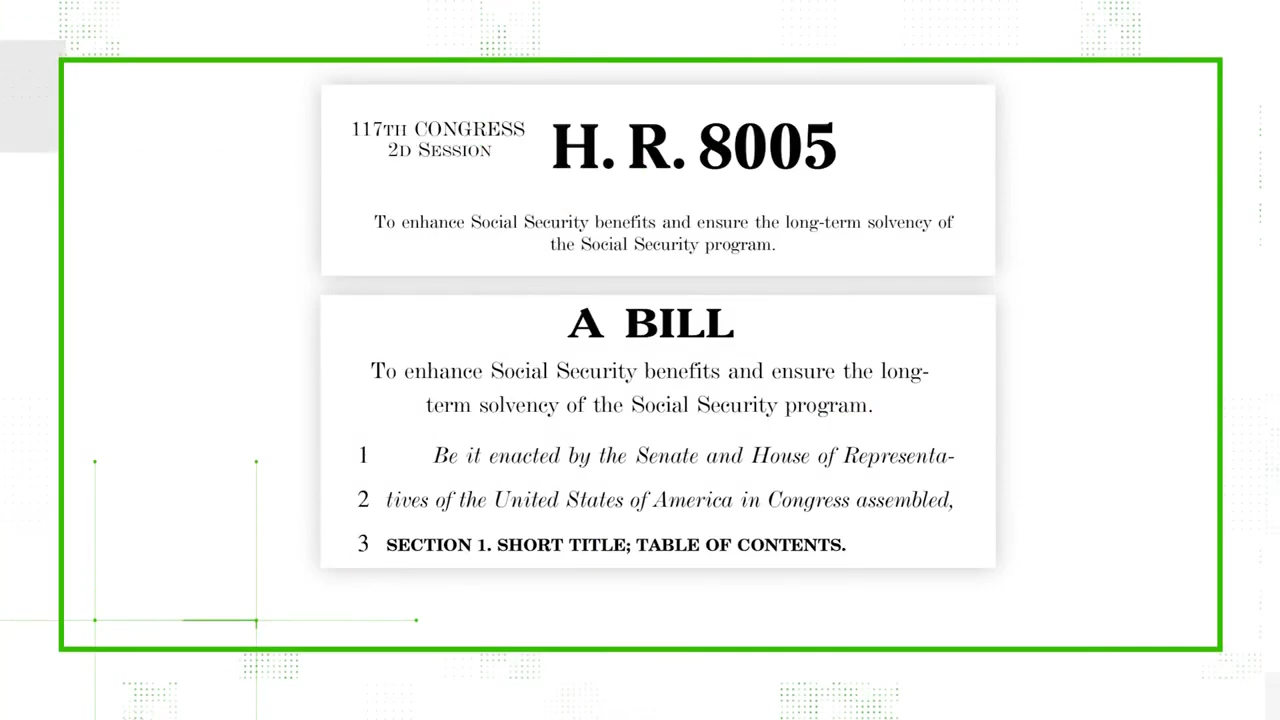 117TH CONGRESS
2D SESSION
H. R. 8005
To enhance Social Security benefits and ensure the long-term solvency of
the Social Security program.
A BILL
To enhance Social Security benefits and ensure the long-
term solvency of the Social Security program.
1 Be it enacted by the Senate and House of Representa-
2 tives of the United States of America in Congress assembled,
3 SECTION 1. SHORT TITLE; TABLE OF CONTENTS.